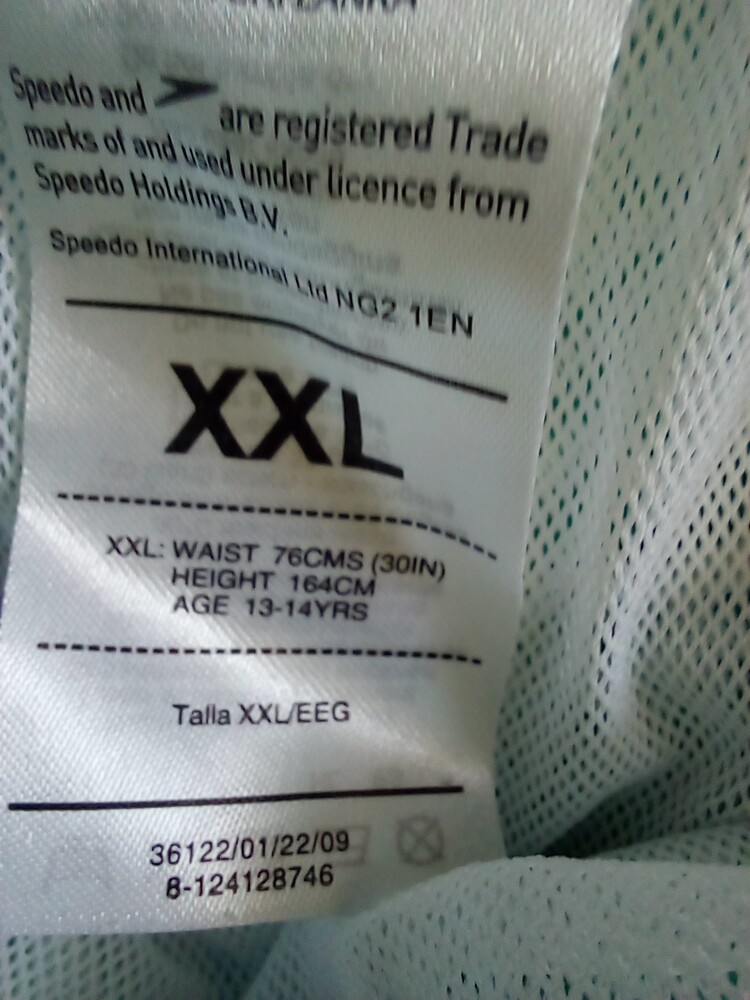 Speedo and are registered Trade
marks of and used under licence from
Speedo Holdings B.V.
Speedo International Ltd NG2 1EN
XXL
XXL: WAIST 76CMS (30IN)
HEIGHT 164CM
AGE 13-14YRS
Talla XXL/EEG
36122/01/22/09
8-124128746